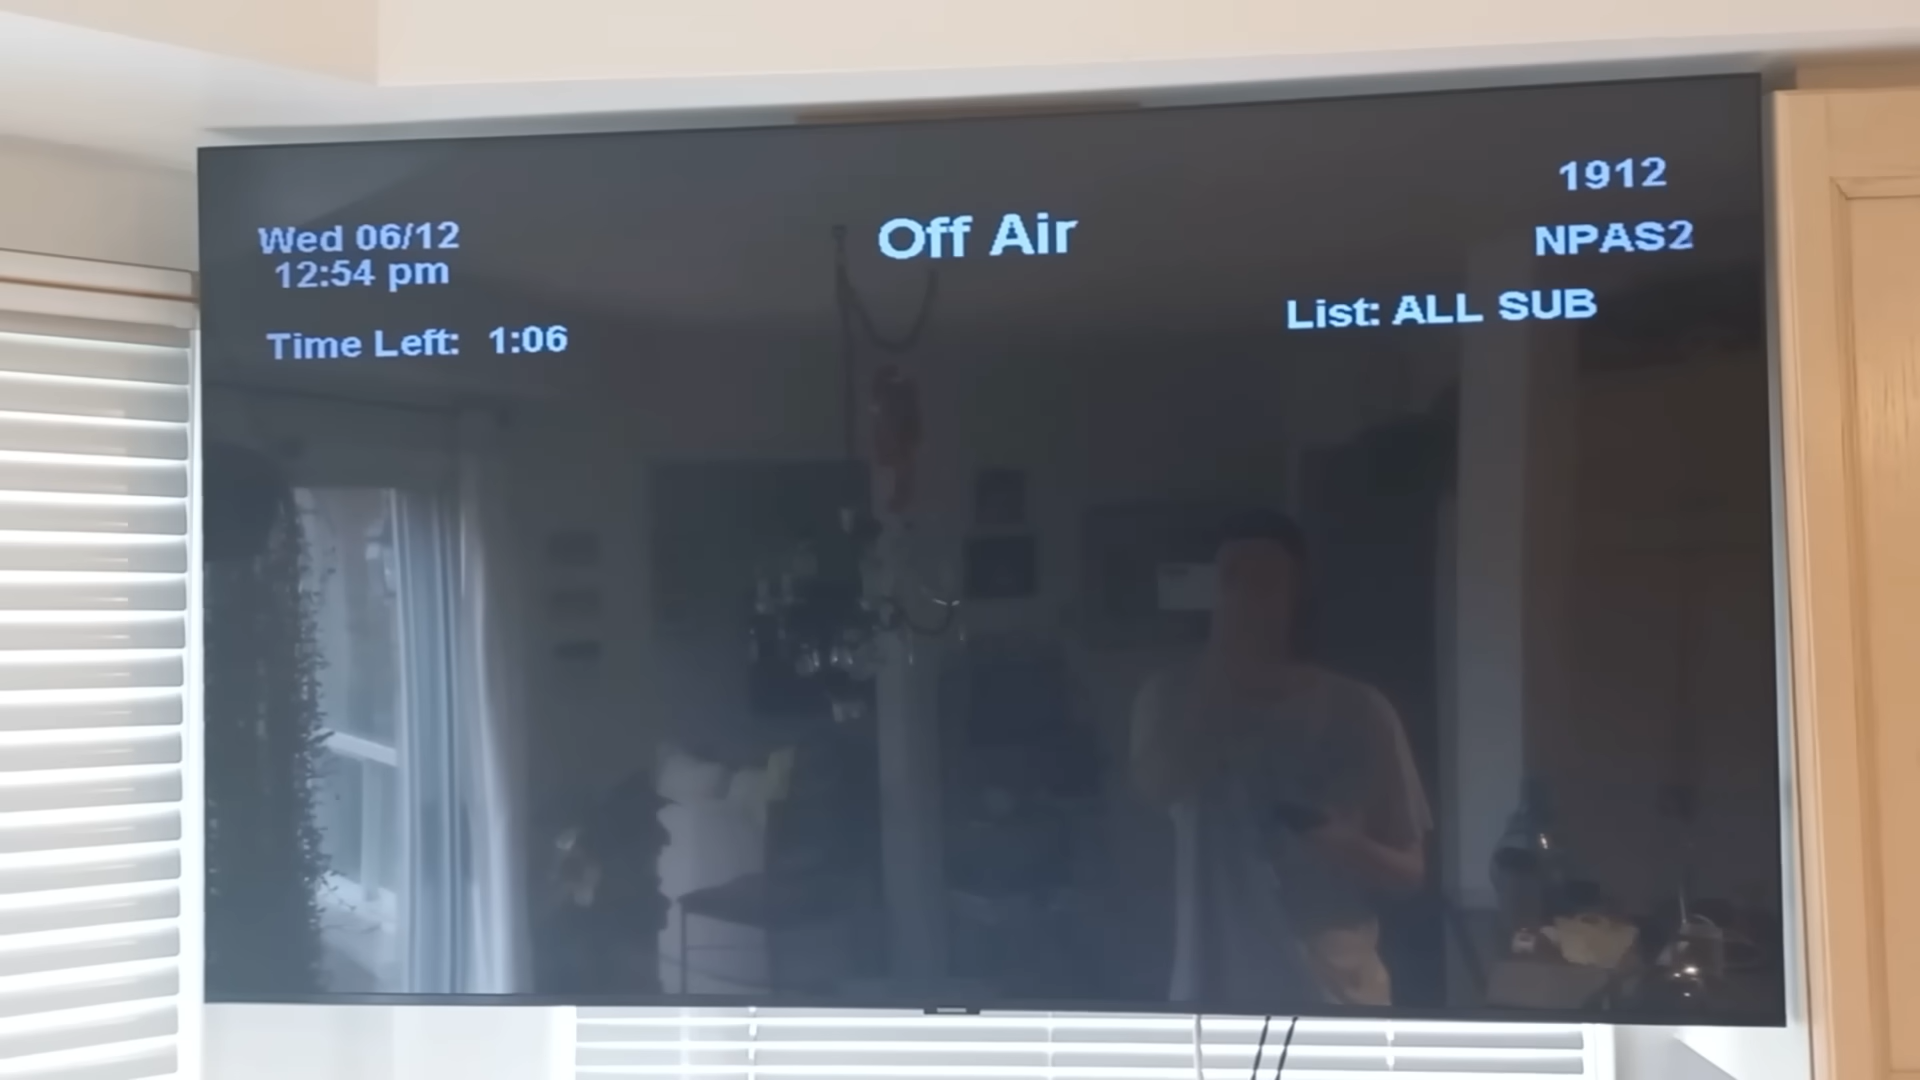 Wed 06/12
12:54 pm
Time Left: 1:06
Off Air
1912
NPAS2
List: ALL SUB